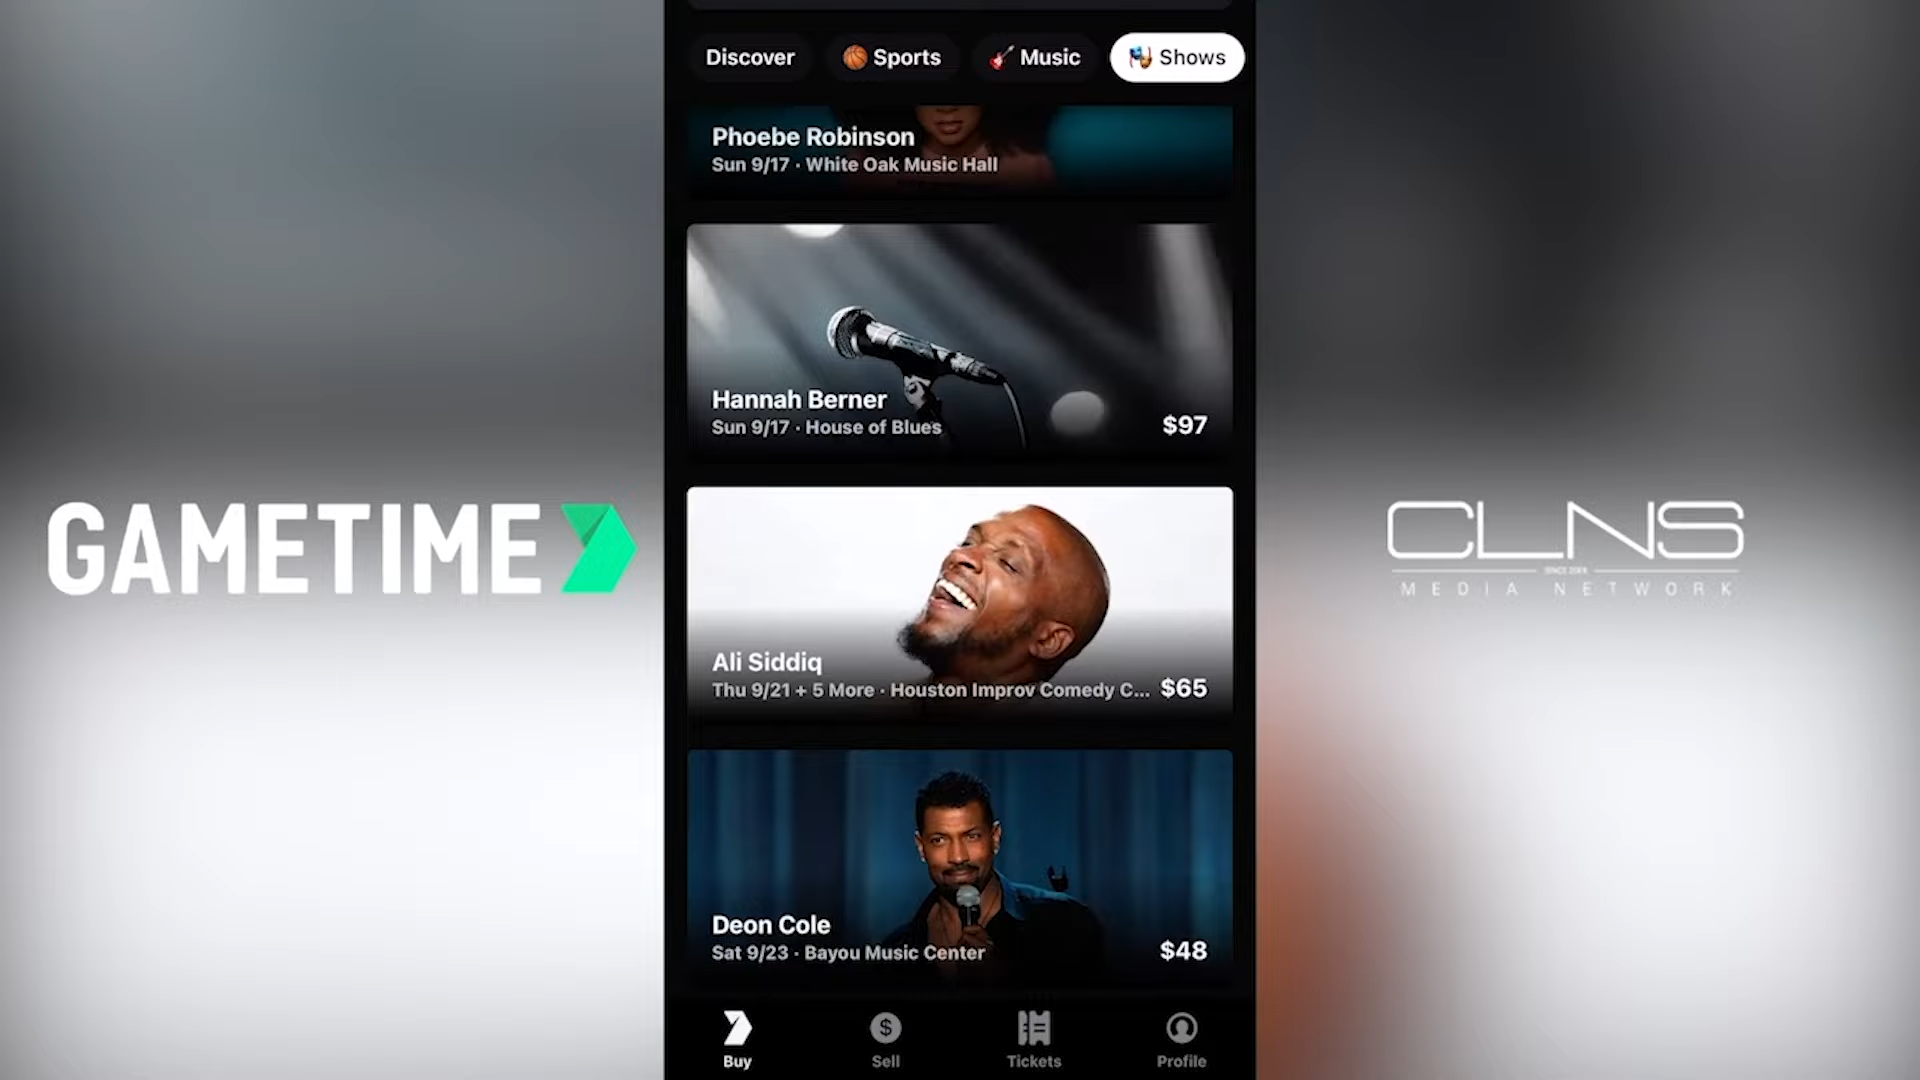 Discover
Sports
Music
Shows
Phoebe Robinson
Sun 9/17 · White Oak Music Hall
Hannah Berner
Sun 9/17 · House of Blues
$97
GAMETIME
CLNS
MEDIA NETWORK
Ali Siddiq
Thu 9/21 + 5 More · Houston Improv Comedy C...
$65
Deon Cole
Sat 9/23 · Bayou Music Center
$48
Buy
Sell
Tickets
Profile